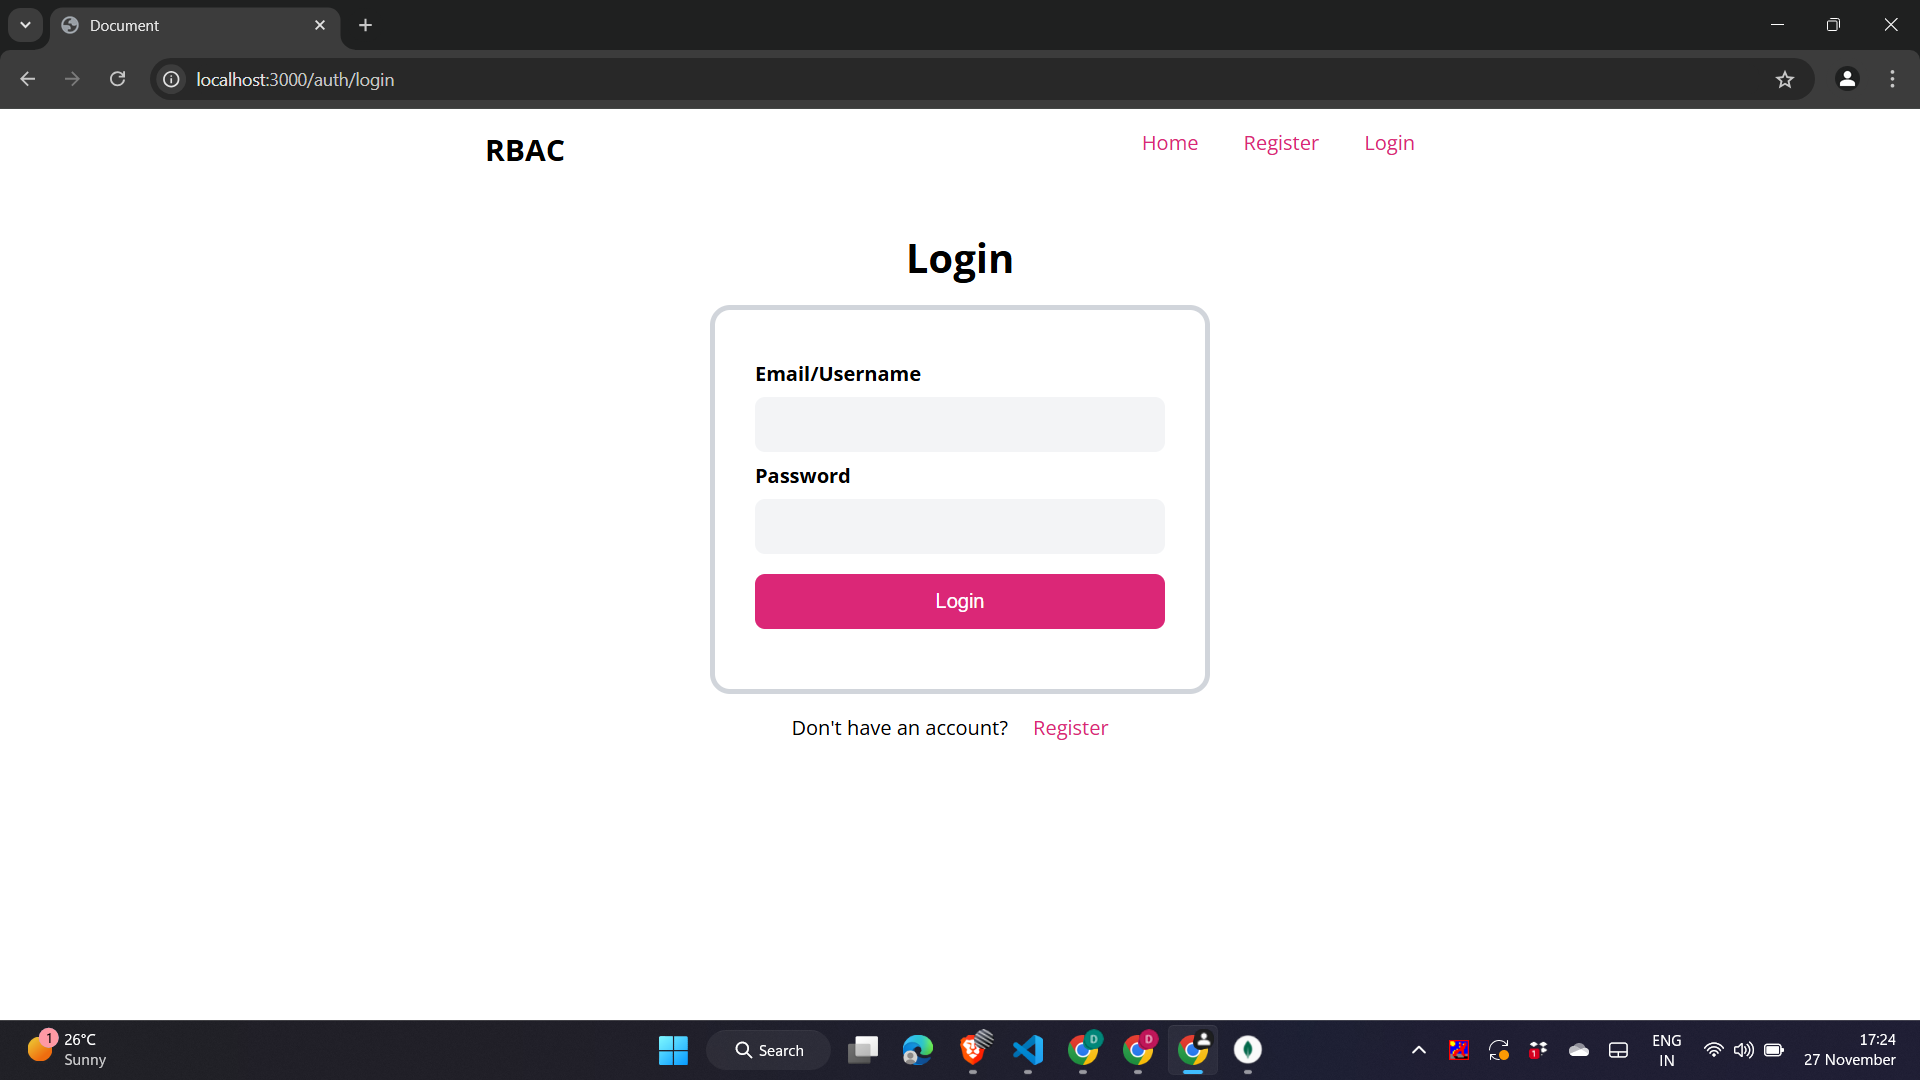 Document
localhost:3000/auth/login
RBAC
Home
Register
Login
Login
Email/Username
Password
Login
Don't have an account? Register
1
26°C
Sunny
Search
D
D
1
ENG
IN
17:24
27 November